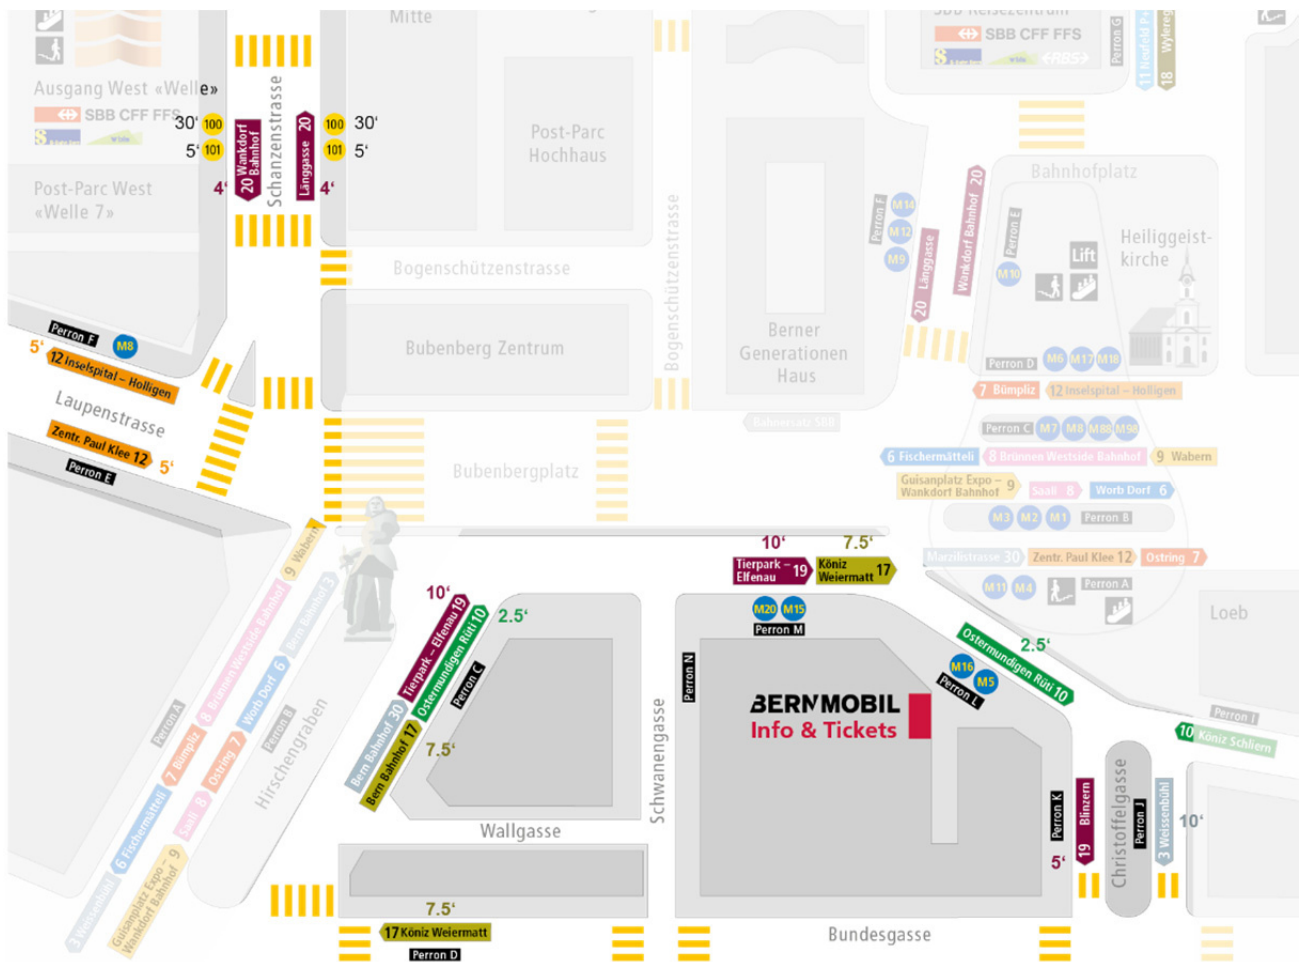 Mitte
SBB Reisezentrum
SBB CFF FFS
RBS
Perron G
11 Neufeld P+
18 Wylereg
Ausgang West «Welle»
SBB CFF FFS
30' 100
5' 101
4'
20 Wankdorf
Bahnhof
Schanzenstrasse
Länggasse 20
100 30'
101 5'
4'
Post-Parc West
«Welle 7»
Post-Parc
Hochhaus
Bogenschützenstrasse
Bogenschützenstrasse
Bubenberg Zentrum
Berner
Generationen
Haus
Perron F
M14
M12
M9
20 Länggasse
Wankdorf Bahnhof 20
Bahnhofplatz
Perron E
M10
Lift
Heiliggeist-
kirche
Perron F
M8
5'
12 Inselspital – Holligen
Laupenstrasse
Zentr. Paul Klee 12
5'
Perron E
Perron D M6 M17 M18
7 Bümpliz
12 Inselspital – Holligen
Bahnersatz SBB
Perron C M7 M8 M88 M98
6 Fischermätteli
8 Brünnen Westside Bahnhof
9 Wabern
Guisanplatz Expo –
Wankdorf Bahnhof 9
Saali 8
Worb Dorf 6
M3 M2 M1 Perron B
Marzilistrasse 30
Zentr. Paul Klee 12
Ostring 7
M11 M4 Perron A
Bubenbergplatz
Loeb
10'
Tierpark –
Elfenau 19
7.5'
Köniz
Weiermatt 17
M20 M15
Perron M
Perron N
9 Wabern
Bern Bahnhof 3
8 Brünnen Westside Bahnhof
Worb Dorf 6
Perron A
7 Bümpliz
Ostring 7
Perron B
6 Fischermätteli
Saali 8
3 Weissenbühl
Guisanplatz Expo –
Wankdorf Bahnhof 9
Hirschengraben
10'
Tierpark – Elfenau 19
Ostermundigen Rüti 10
2.5'
Perron C
Bern Bahnhof 30
Bern Bahnhof 17
7.5'
Wallgasse
Schwanengasse
BERNMOBIL
Info & Tickets
M16
M5
Perron L
Ostermundigen Rüti 10
2.5'
Perron I
10 Köniz Schliern
Perron K
19 Blinzern
5'
Christoffelgasse
Perron J
3 Weissenbühl
10'
7.5'
17 Köniz Weiermatt
Perron D
Bundesgasse